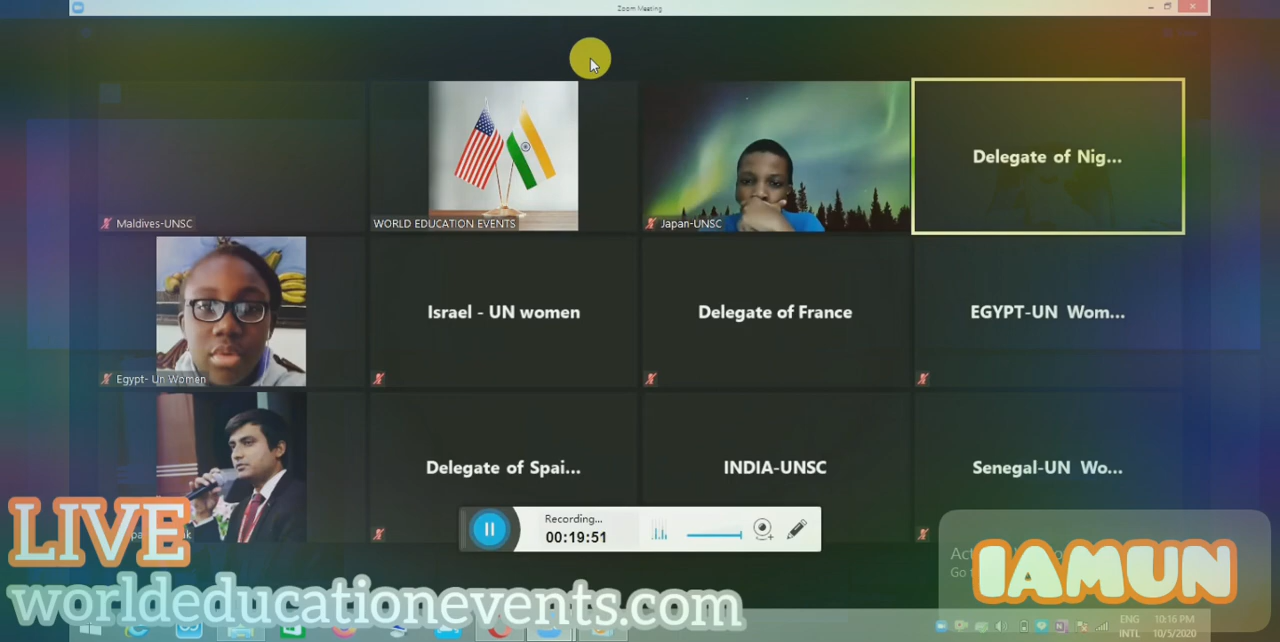 Zoom Meeting
Maldives-UNSC
WORLD EDUCATION EVENTS
Japan-UNSC
Delegate of Nig...
Egypt- Un Women
Israel - UN women
Delegate of France
EGYPT-UN Wom...
Delegate of Spai...
INDIA-UNSC
Senegal-UN Wo...
Recording...
00:19:51
LIVE
worldeducationevents.com
IAMUN
ENG
INTL
10:16 PM
10/5/2020